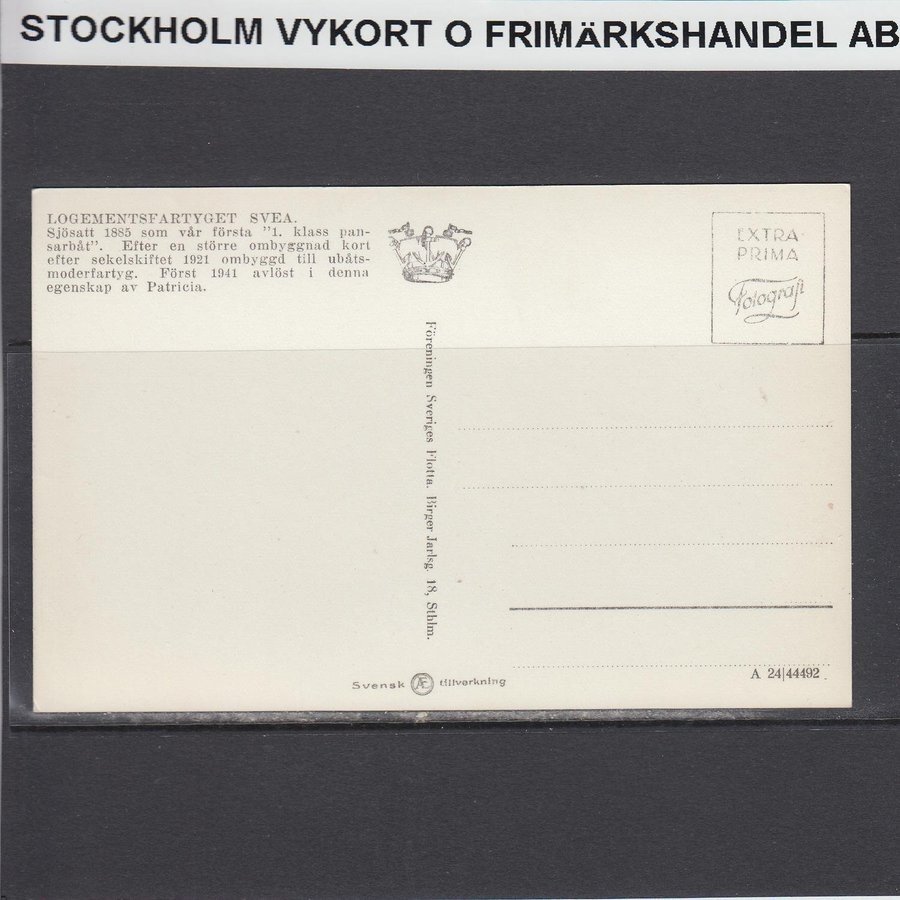 STOCKHOLM VYKORT O FRIMÄRKSHANDEL AB
LOGEMENTSFARTYGET SVEA.
Sjösatt 1885 som vår första "1. klass pan-
sarbåt". Efter en större ombyggnad kort
efter sekelskiftet 1921 ombyggd till ubåts-
moderfartyg. Först 1941 avlöst i denna
egenskap av Patricia.
EXTRA-
PRIMA
Fotografi
Föreningen Sveriges Flotta. Birger Jarlsg. 18, Sthlm.
Svensk Æ tillverkning
A 24|44492